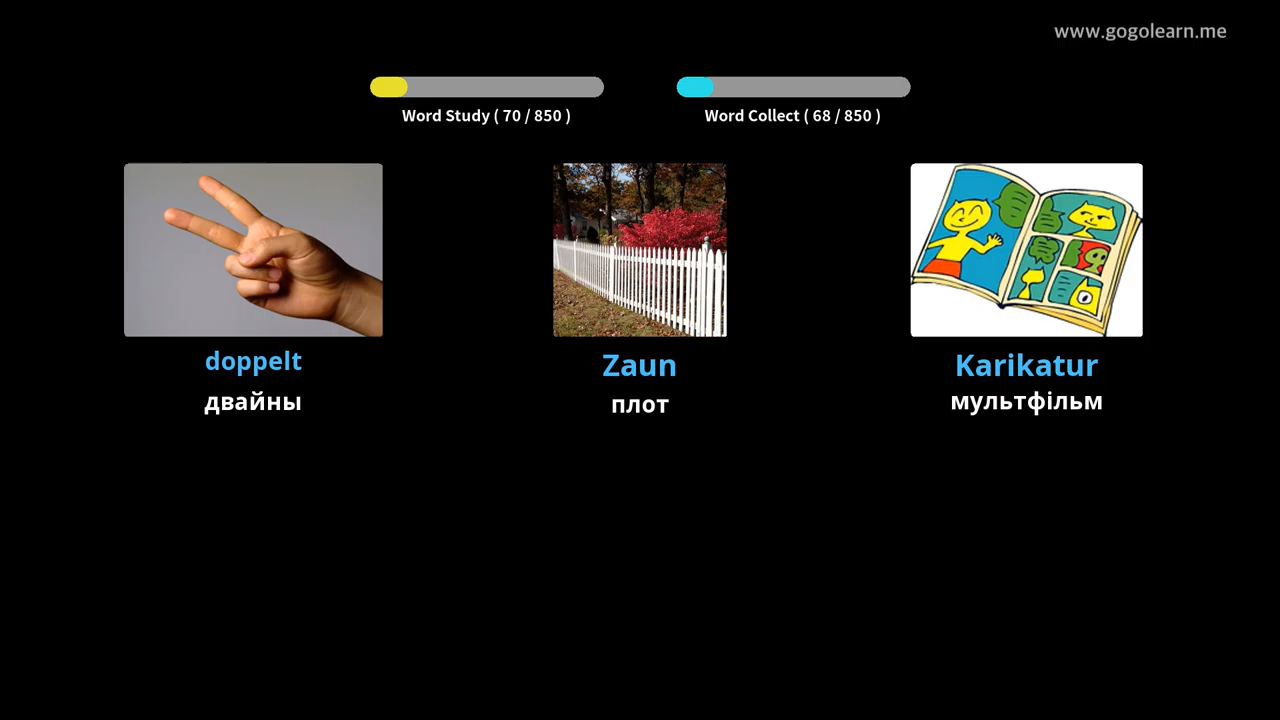 www.gogolearn.me
Word Study ( 70 / 850 )
Word Collect ( 68 / 850 )
doppelt
Zaun
Karikatur
двайны
плот
мультфільм